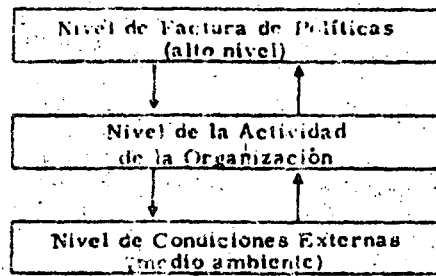 Nivel de Factura de Políticas
(alto nivel)
Nivel de la Actividad
de la Organización
Nivel de Condiciones Externas
(medio ambiente)